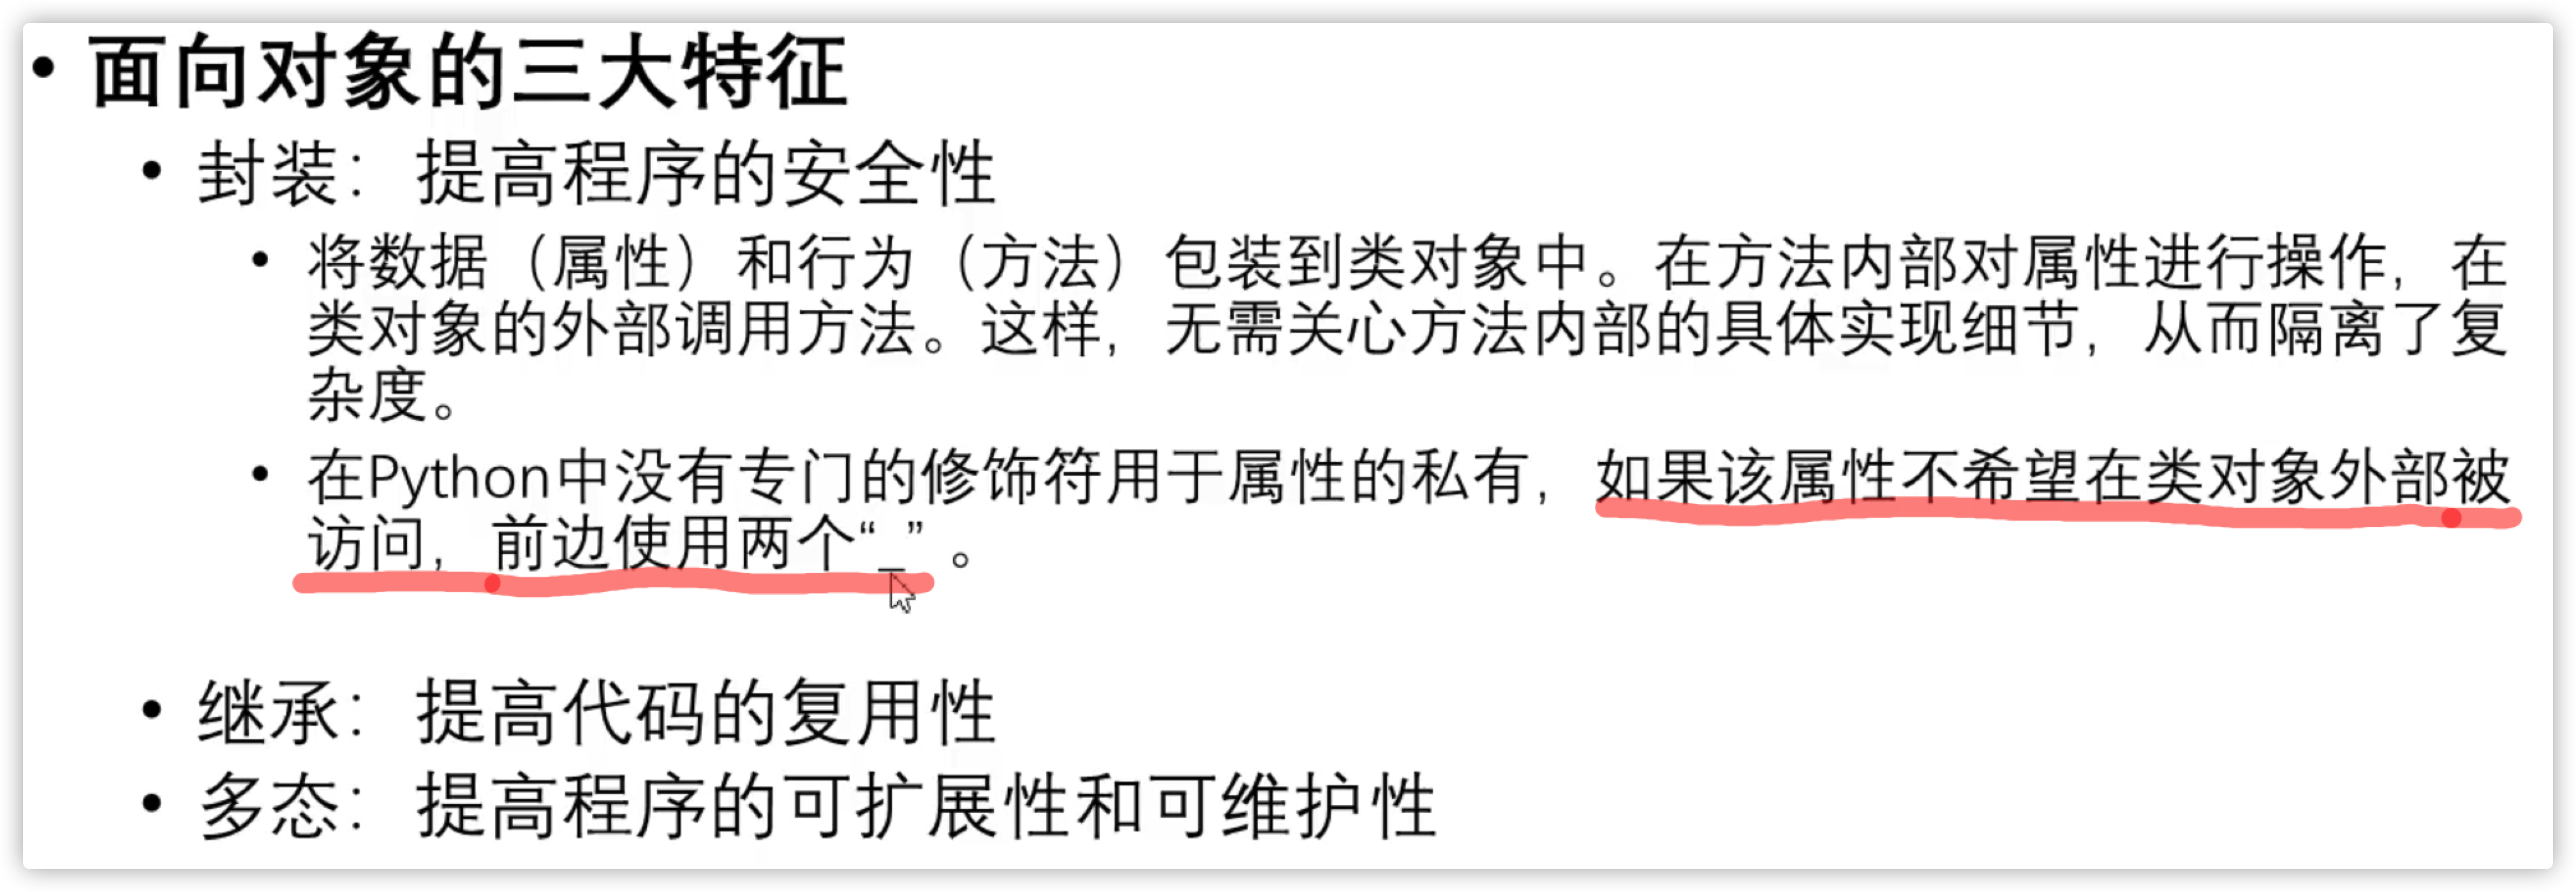 • 面向对象的三大特征
• 封装：提高程序的安全性
• 将数据（属性）和行为（方法）包装到类对象中。在方法内部对属性进行操作，在
类对象的外部调用方法。这样，无需关心方法内部的具体实现细节，从而隔离了复
杂度。
• 在Python中没有专门的修饰符用于属性的私有，如果该属性不希望在类对象外部被
访问，前边使用两个“_”。
• 继承：提高代码的复用性
• 多态：提高程序的可扩展性和可维护性